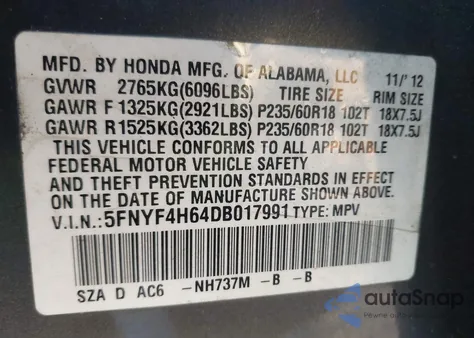 MFD. BY HONDA MFG. OF ALABAMA, LLC 11/'12
GVWR 2765KG(6096LBS) TIRE SIZE RIM SIZE
GAWR F 1325KG(2921LBS) P235/60R18 102T 18X7.5J
GAWR R 1525KG(3362LBS) P235/60R18 102T 18X7.5J
THIS VEHICLE CONFORMS TO ALL APPLICABLE
FEDERAL MOTOR VEHICLE SAFETY
AND THEFT PREVENTION STANDARDS IN EFFECT
ON THE DATE OF MANUFACTURE SHOWN ABOVE.
V.I.N.: 5FNYF4H64DB017991 TYPE: MPV
SZA D AC6 -NH737M -B -B
autoSnap
Pewne auto